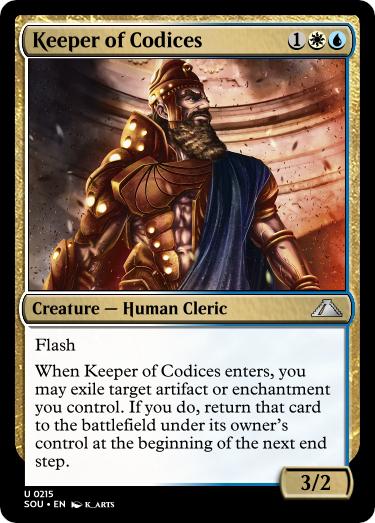 Keeper of Codices 1
Creature — Human Cleric
Flash
When Keeper of Codices enters, you
may exile target artifact or enchantment
you control. If you do, return that card
to the battlefield under its owner's
control at the beginning of the next end
step.
3/2
U 0215
SOU • EN K_ARTS